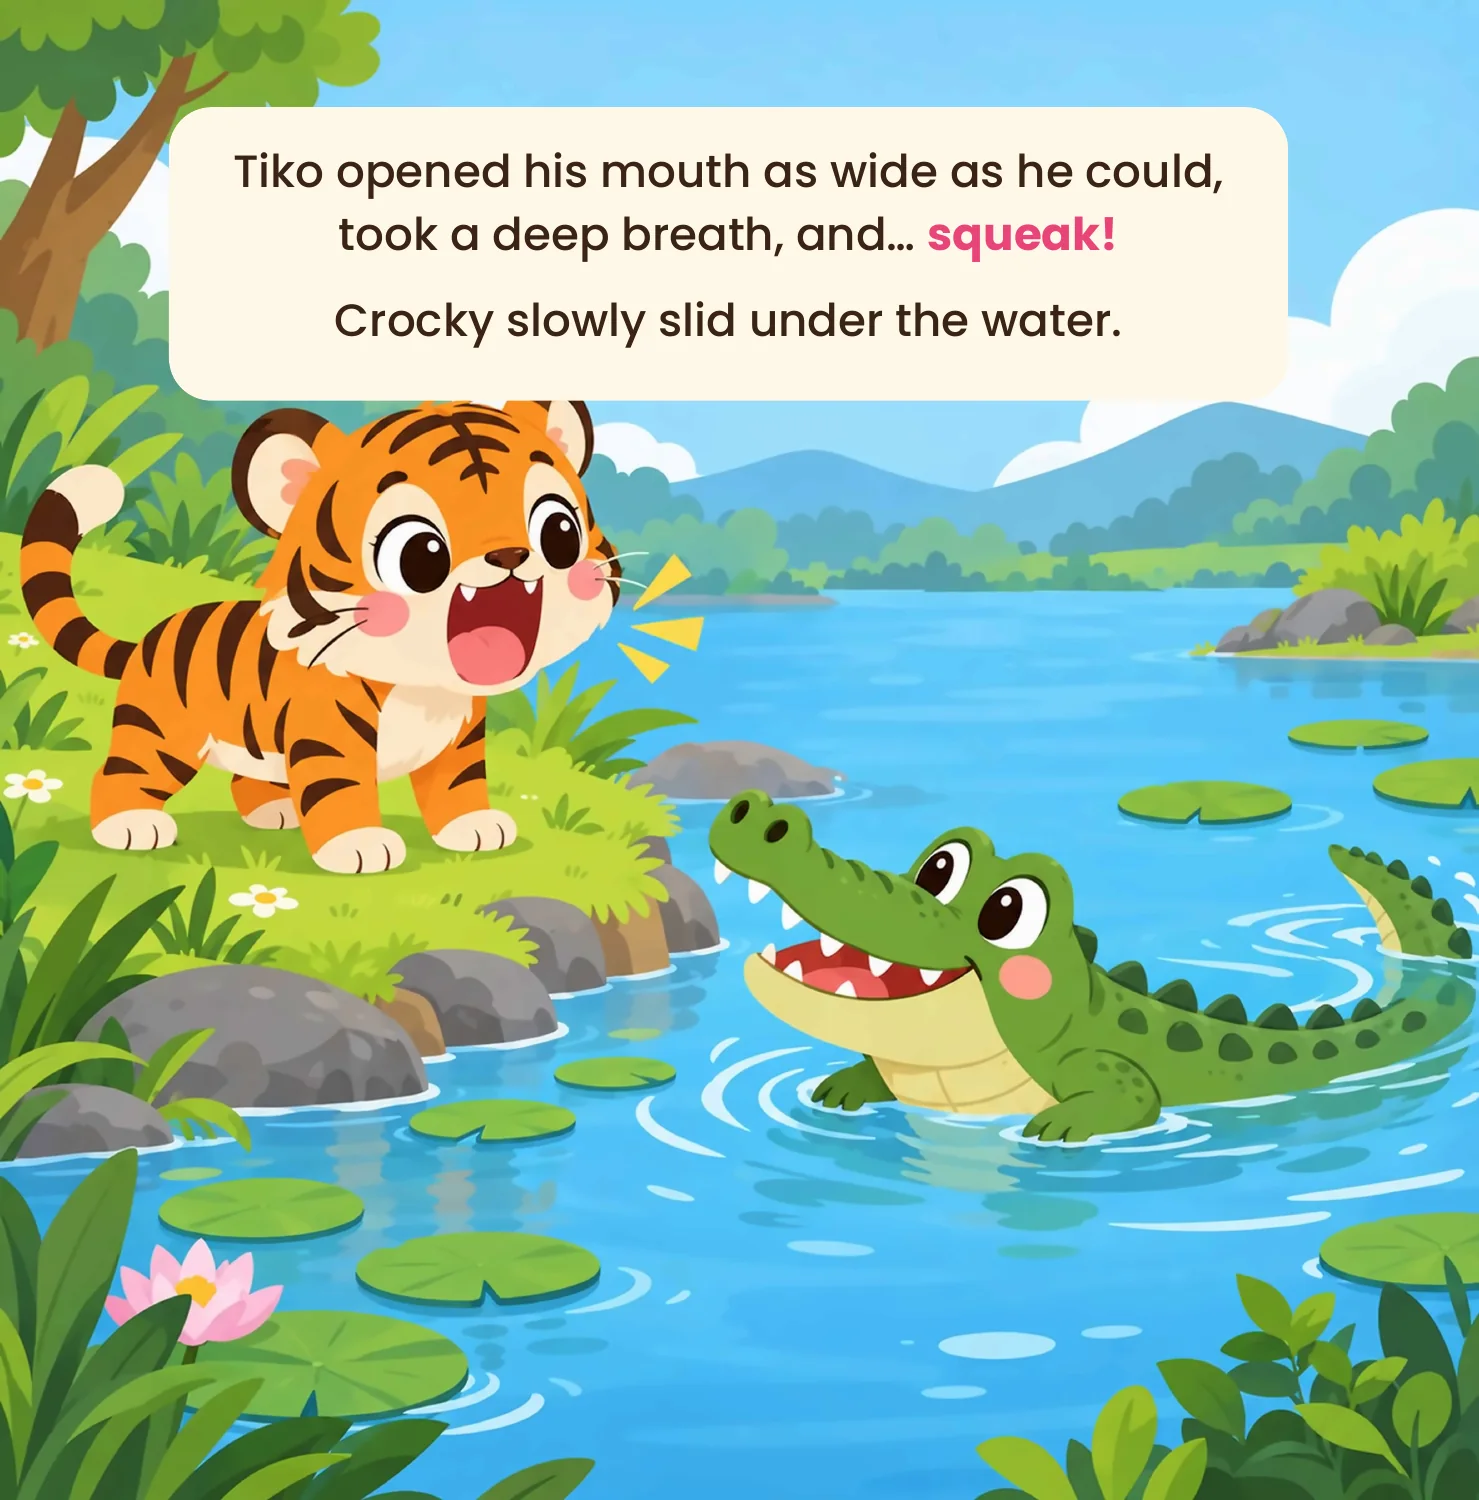 Tiko opened his mouth as wide as he could,
took a deep breath, and... squeak!
Crocky slowly slid under the water.